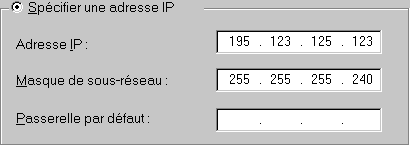 Spécifier une adresse IP
Adresse IP : 195 . 123 . 125 . 123
Masque de sous-réseau : 255 . 255 . 255 . 240
Passerelle par défaut : . . .